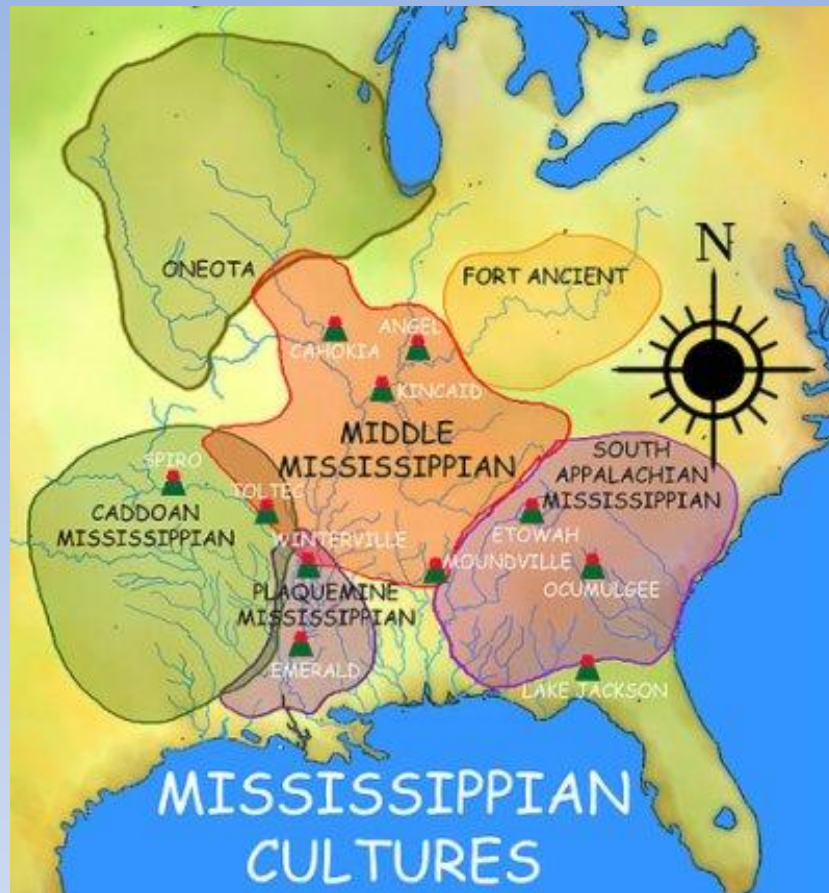 N
ONEOTA
FORT ANCIENT
ANGEL
CAHOKIA
KINCAID
MIDDLE
MISSISSIPPIAN
SOUTH
APPALACHIAN
MISSISSIPPIAN
SPIRO
TOLTEC
CADDOAN
MISSISSIPPIAN
ETOWAH
WINTERVILLE
MOUNDVILLE
OCUMULGEE
PLAQUEMINE
MISSISSIPPIAN
EMERALD
LAKE JACKSON
MISSISSIPPIAN
CULTURES